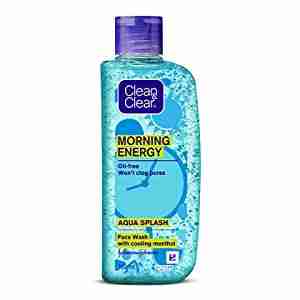 Clean &
Clear
MORNING
ENERGY
Oil-free
Won't clog pores
AQUA SPLASH
Face Wash
with cooling menthol